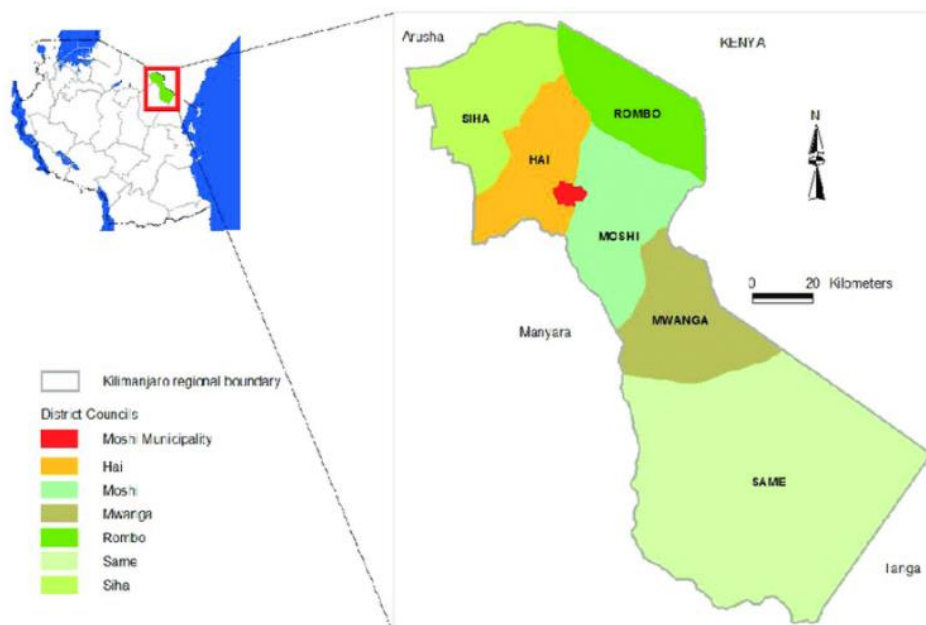 Arusha
KENYA
SIHA
ROMBO
HAI
N
MOSHI
0 20 Kilometers
MWANGA
Manyara
SAME
Tanga
Kilimanjaro regional boundary
District Councils
Moshi Municipality
Hai
Moshi
Mwanga
Rombo
Same
Siha